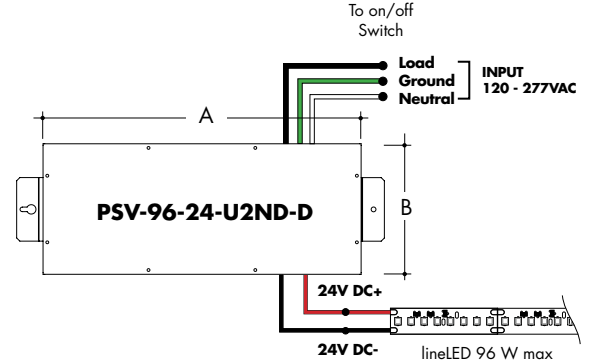 To on/off
Switch
Load
Ground
Neutral
INPUT
120 - 277VAC
A
B
PSV-96-24-U2ND-D
24V DC+
24V DC-
lineLED 96 W max